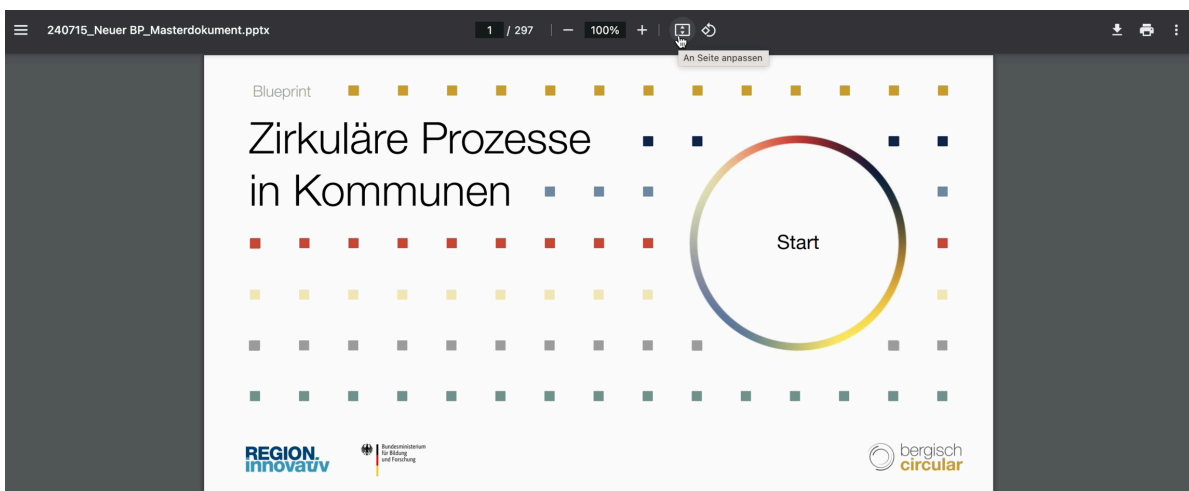 240715_Neuer BP_Masterdokument.pptx
1 / 297
100%
An Seite anpassen
Blueprint
Zirkuläre Prozesse
in Kommunen
Start
REGION.
innovativ
Bundesministerium
für Bildung
und Forschung
bergisch
circular